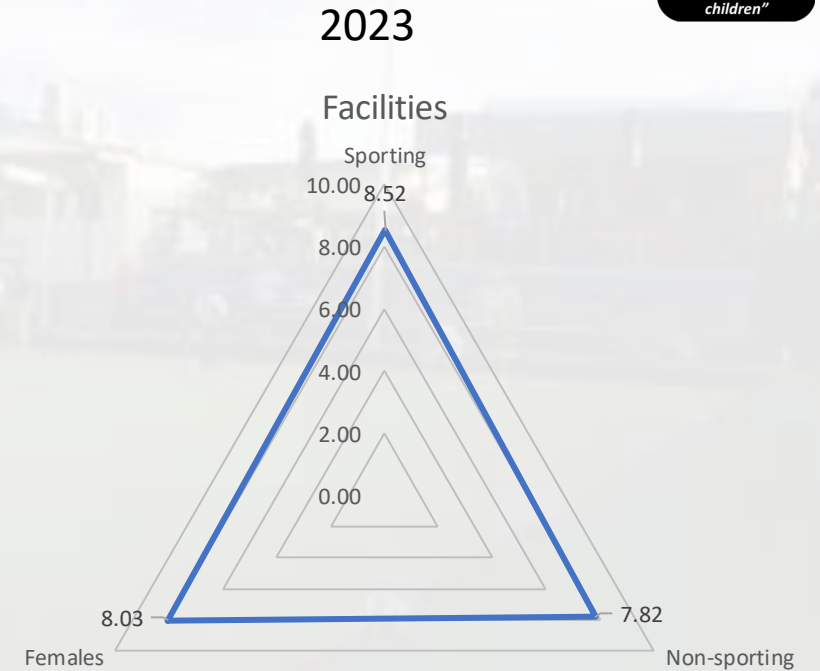 children”
2023
Facilities
Sporting
10.00
8.52
8.00
6.00
4.00
2.00
0.00
8.03
7.82
Females
Non-sporting